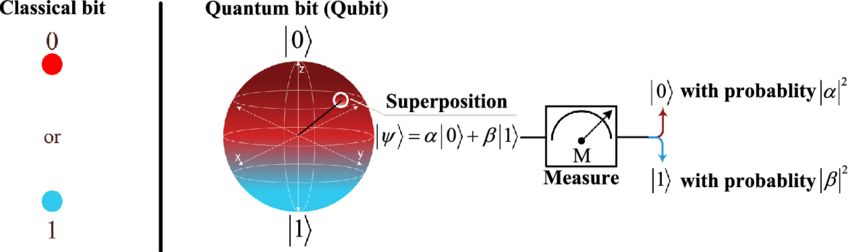 Classical bit
0
or
1
Quantum bit (Qubit)
|0⟩
z
x
y
|1⟩
Superposition
|ψ⟩=α|0⟩+β|1⟩
M
Measure
|0⟩ with probablity|α|²
|1⟩ with probablity|β|²